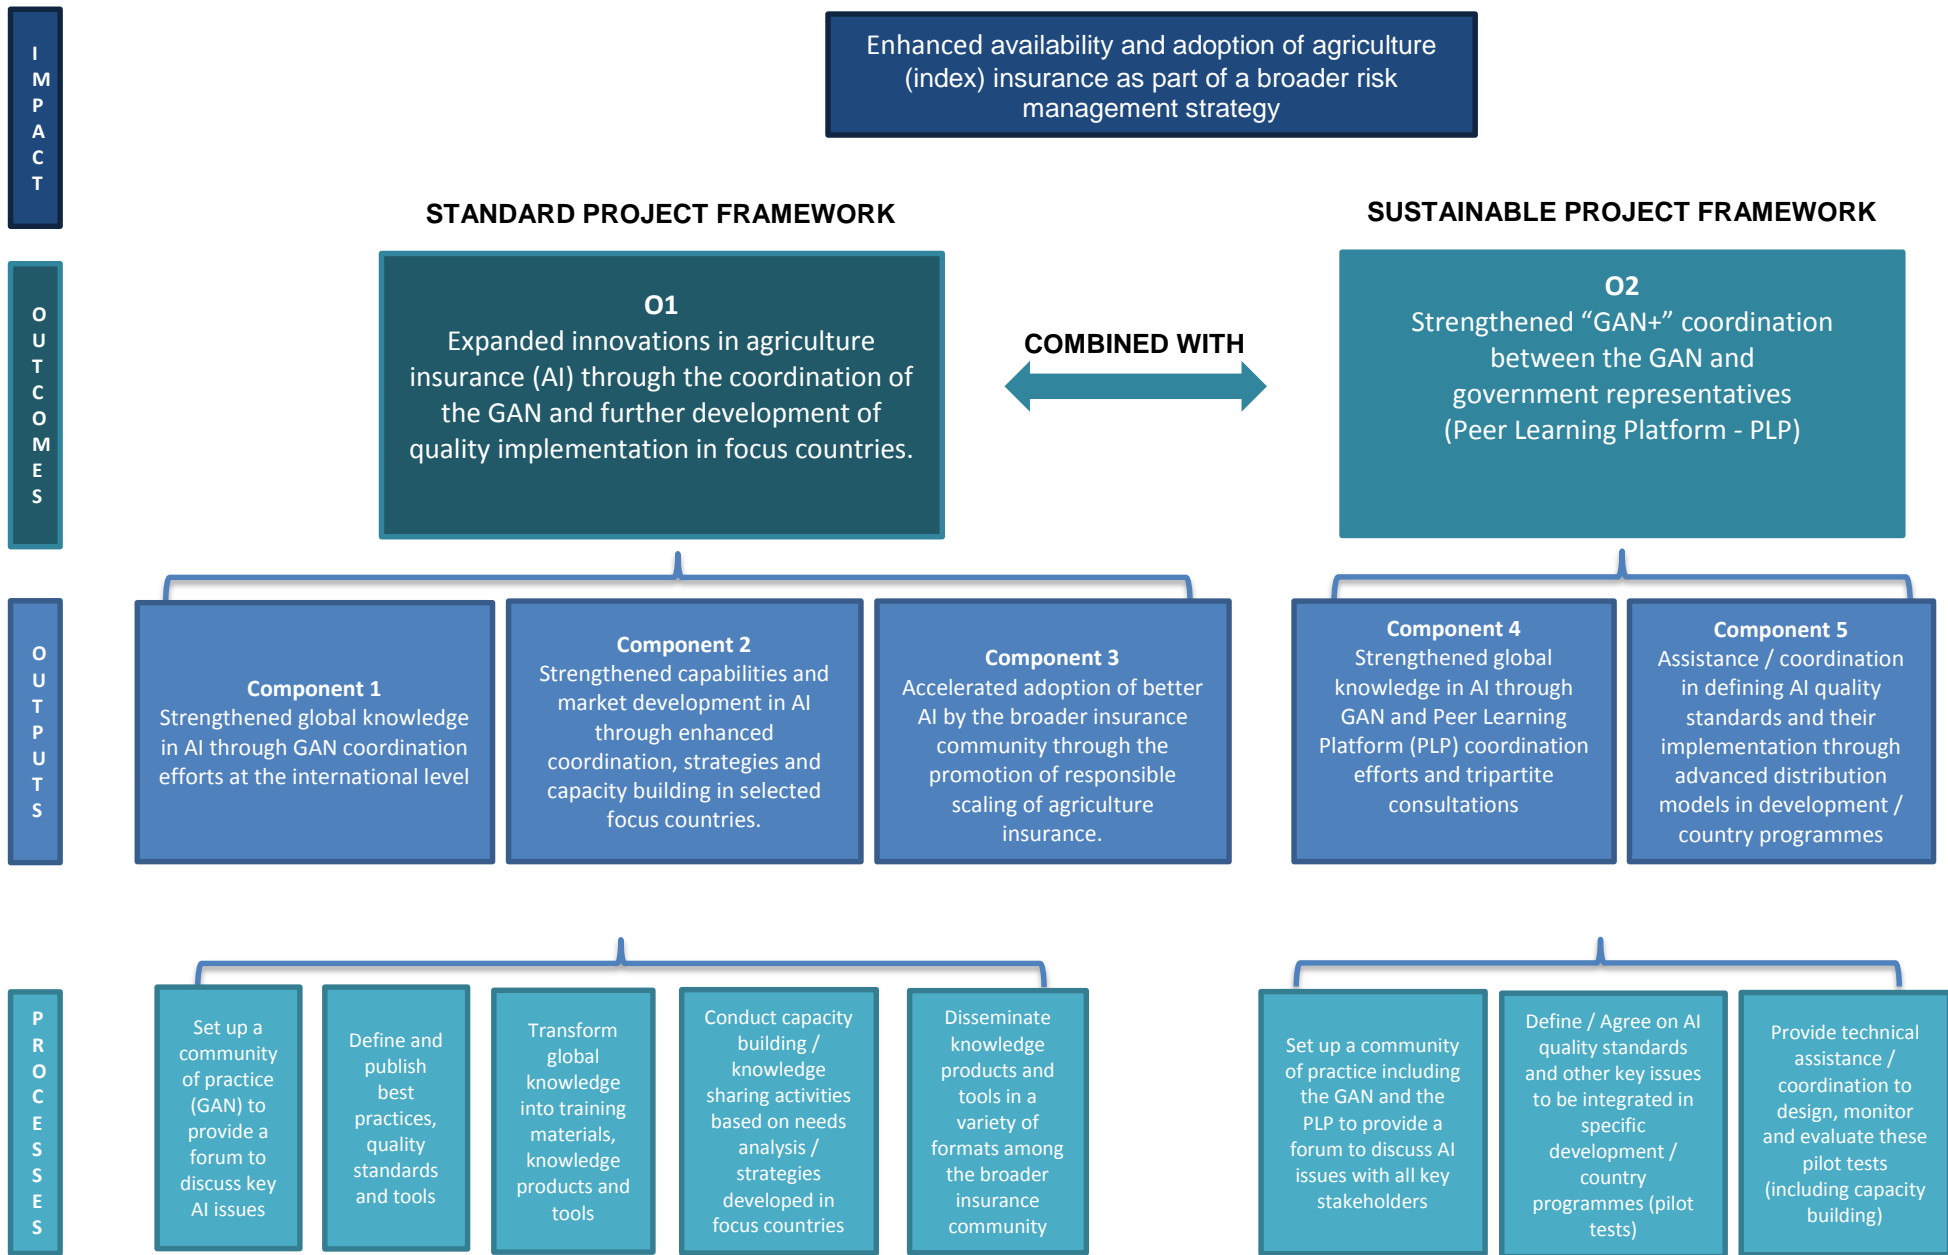 I
M
P
A
C
T
Enhanced availability and adoption of agriculture
(index) insurance as part of a broader risk
management strategy
STANDARD PROJECT FRAMEWORK
SUSTAINABLE PROJECT FRAMEWORK
O
U
T
C
O
M
E
S
O1
Expanded innovations in agriculture
insurance (AI) through the coordination of
the GAN and further development of
quality implementation in focus countries.
COMBINED WITH
O2
Strengthened “GAN+” coordination
between the GAN and
government representatives
(Peer Learning Platform - PLP)
O
U
T
P
U
T
S
Component 1
Strengthened global knowledge
in AI through GAN coordination
efforts at the international level
Component 2
Strengthened capabilities and
market development in AI
through enhanced
coordination, strategies and
capacity building in selected
focus countries.
Component 3
Accelerated adoption of better
AI by the broader insurance
community through the
promotion of responsible
scaling of agriculture
insurance.
Component 4
Strengthened global
knowledge in AI through
GAN and Peer Learning
Platform (PLP) coordination
efforts and tripartite
consultations
Component 5
Assistance / coordination
in defining AI quality
standards and their
implementation through
advanced distribution
models in development /
country programmes
P
R
O
C
E
S
S
E
S
Set up a
community
of practice
(GAN) to
provide a
forum to
discuss key
AI issues
Define and
publish
best
practices,
quality
standards
and tools
Transform
global
knowledge
into training
materials,
knowledge
products and
tools
Conduct capacity
building /
knowledge
sharing activities
based on needs
analysis /
strategies
developed in
focus countries
Disseminate
knowledge
products and
tools in a
variety of
formats among
the broader
insurance
community
Set up a community
of practice including
the GAN and the
PLP to provide a
forum to discuss AI
issues with all key
stakeholders
Define / Agree on AI
quality standards
and other key issues
to be integrated in
specific
development /
country
programmes (pilot
tests)
Provide technical
assistance /
coordination to
design, monitor
and evaluate these
pilot tests
(including capacity
building)